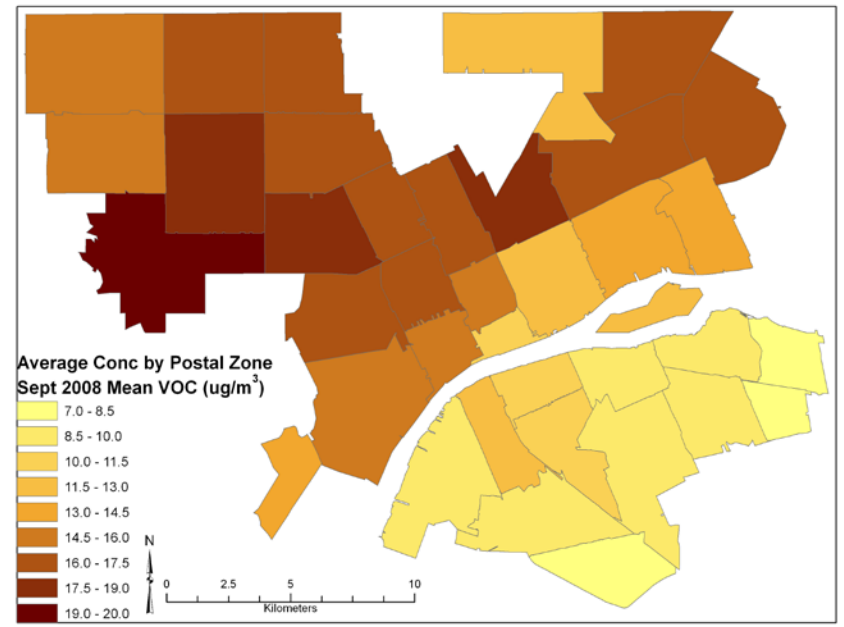 Average Conc by Postal Zone
Sept 2008 Mean VOC (ug/m³)
7.0 - 8.5
8.5 - 10.0
10.0 - 11.5
11.5 - 13.0
13.0 - 14.5
14.5 - 16.0
16.0 - 17.5
17.5 - 19.0
19.0 - 20.0
N
0 2.5 5 10
Kilometers